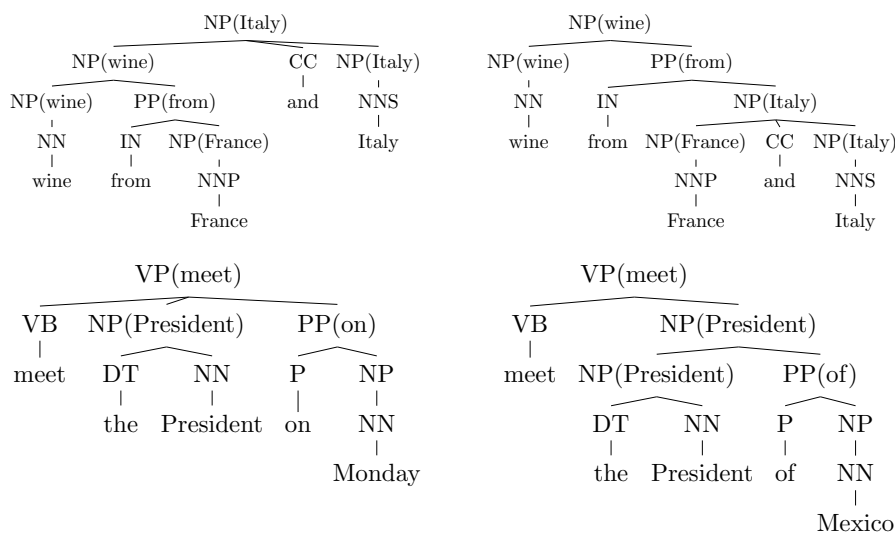 NP(Italy)
NP(wine) CC NP(Italy)
NP(wine) PP(from) and NNS
NN IN NP(France) Italy
wine from NNP
France
NP(wine)
NP(wine) PP(from)
NN IN NP(Italy)
wine from NP(France) CC NP(Italy)
NNP and NNS
France Italy
VP(meet)
VB NP(President) PP(on)
meet DT NN P NP
the President on NN
Monday
VP(meet)
VB NP(President)
meet NP(President) PP(of)
DT NN P NP
the President of NN
Mexico